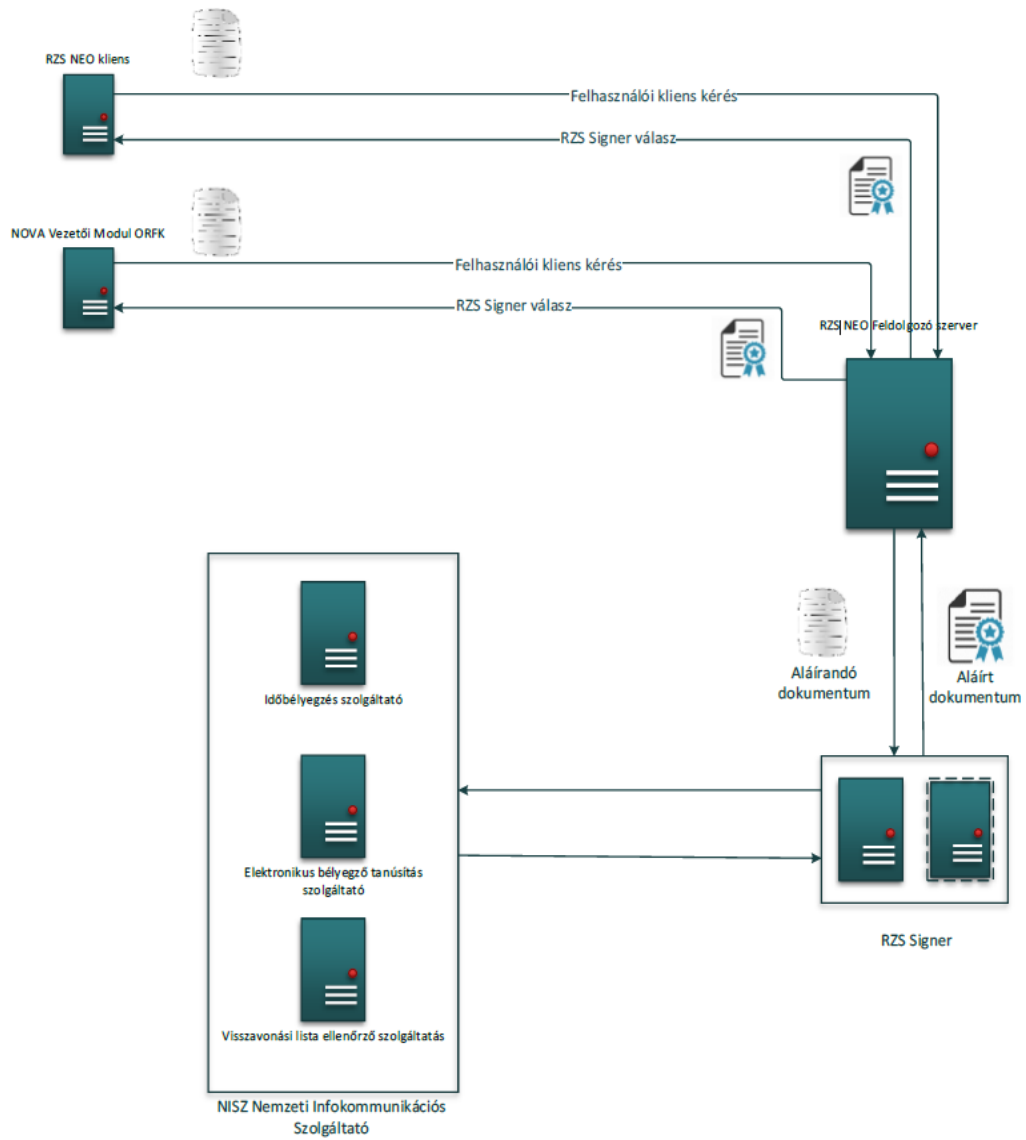 RZS NEO kliens
Felhasználói kliens kérés
RZS Signer válasz
NOVA Vezetői Modul ORFK
Felhasználói kliens kérés
RZS Signer válasz
RZS NEO Feldolgozó szerver
Időbélyegzés szolgáltató
Aláírandó
dokumentum
Aláírt
dokumentum
Elektronikus bélyegző tanúsítás
szolgáltató
Visszavonási lista ellenőrző szolgáltatás
RZS Signer
NISZ Nemzeti Infokommunikációs
Szolgáltató